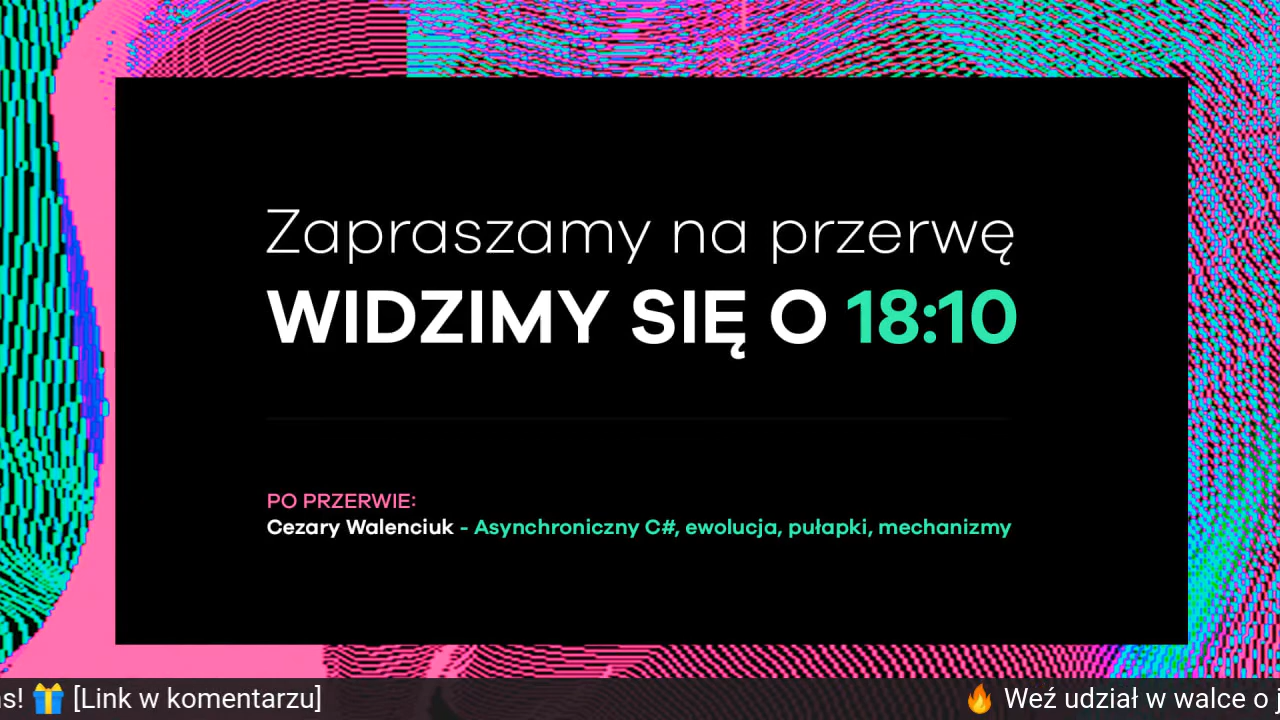 Zapraszamy na przerwę
WIDZIMY SIĘ O 18:10
PO PRZERWIE:
Cezary Walenciuk - Asynchroniczny C#, ewolucja, pułapki, mechanizmy
🎁 [Link w komentarzu] 🔥 Weź udział w walce o